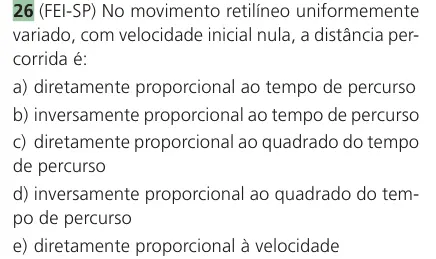 26 (FEI-SP) No movimento retilíneo uniformemente
variado, com velocidade inicial nula, a distância per-
corrida é:
a) diretamente proporcional ao tempo de percurso
b) inversamente proporcional ao tempo de percurso
c) diretamente proporcional ao quadrado do tempo
de percurso
d) inversamente proporcional ao quadrado do tem-
po de percurso
e) diretamente proporcional à velocidade